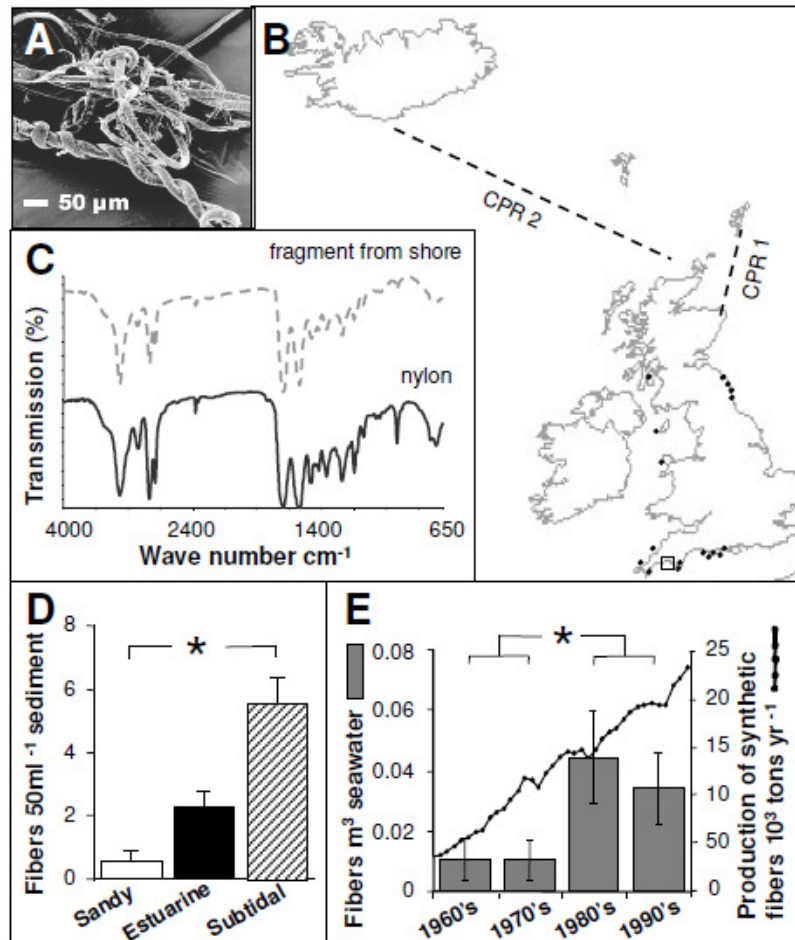 A
50 µm
B
CPR 2
CPR 1
C
fragment from shore
nylon
Transmission (%)
4000 2400 1400 650
Wave number cm-1
D
Fibers 50ml -1 sediment
8
6
4
2
0
*
Sandy
Estuarine
Subtidal
E
Fibers m3 seawater
0.08
0.06
0.04
0.02
0
*
1960's
1970's
1980's
1990's
25
20
15
10
50
0
Production of synthetic
fibers 103 tons yr -1